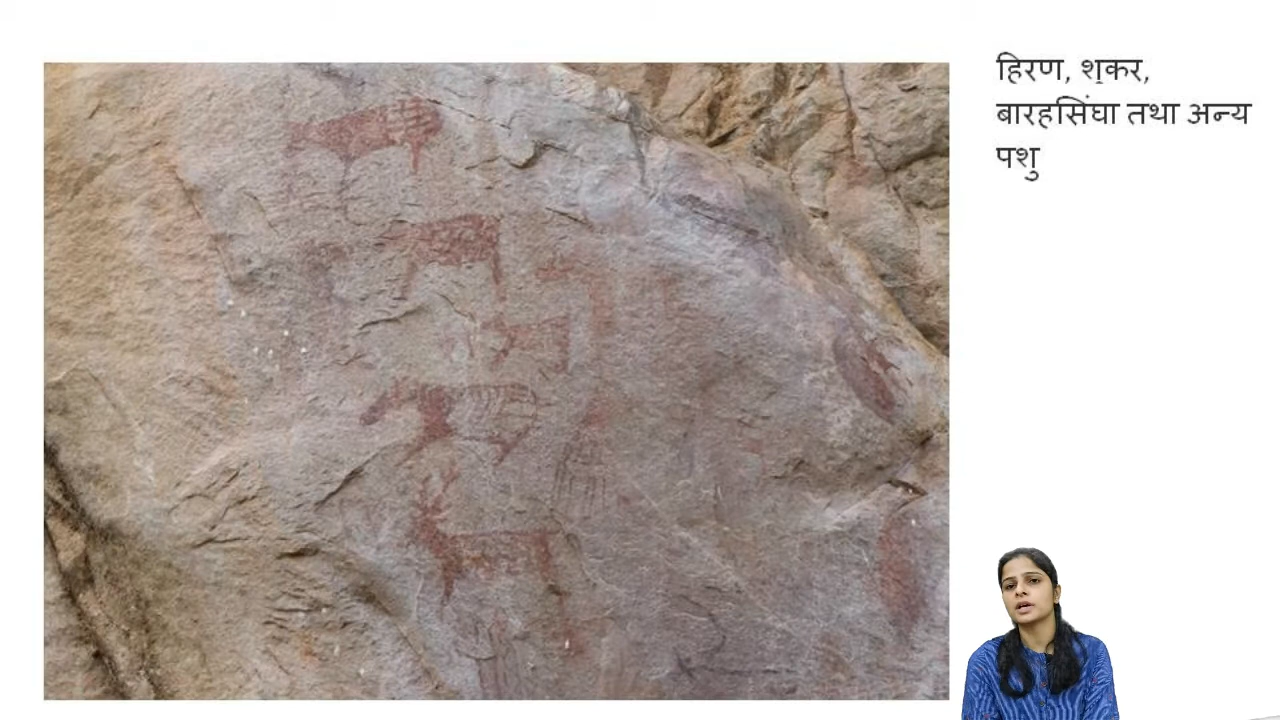 हिरण, शूकर,
बारहसिंघा तथा अन्य
पशु